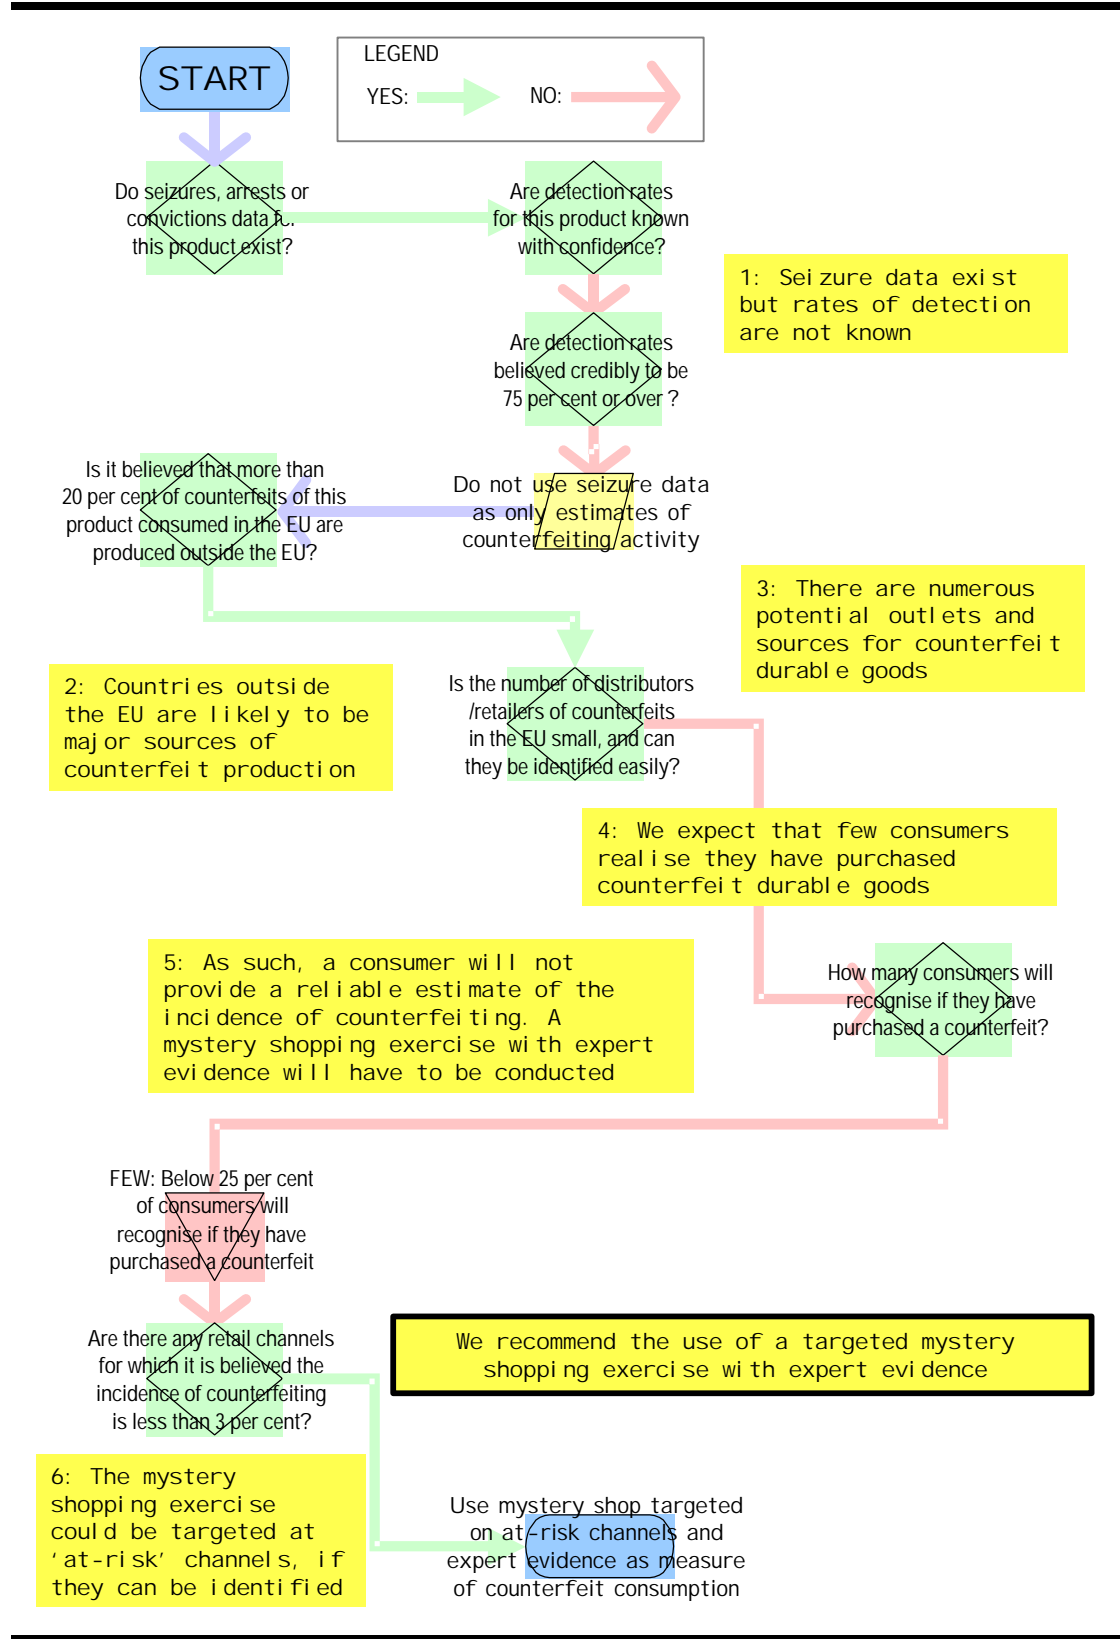 START
LEGEND
YES:
NO:
Do seizures, arrests or
convictions data for
this product exist?
Are detection rates
for this product known
with confidence?
1: Seizure data exist
but rates of detection
are not known
Are detection rates
believed credibly to be
75 per cent or over ?
Is it believed that more than
20 per cent of counterfeits of this
product consumed in the EU are
produced outside the EU?
Do not use seizure data
as only estimates of
counterfeiting activity
3: There are numerous
potential outlets and
sources for counterfeit
durable goods
2: Countries outside
the EU are likely to be
major sources of
counterfeit production
Is the number of distributors
/retailers of counterfeits
in the EU small, and can
they be identified easily?
4: We expect that few consumers
realise they have purchased
counterfeit durable goods
5: As such, a consumer will not
provide a reliable estimate of the
incidence of counterfeiting. A
mystery shopping exercise with expert
evidence will have to be conducted
How many consumers will
recognise if they have
purchased a counterfeit?
FEW: Below 25 per cent
of consumers will
recognise if they have
purchased a counterfeit
Are there any retail channels
for which it is believed the
incidence of counterfeiting
is less than 3 per cent?
We recommend the use of a targeted mystery
shopping exercise with expert evidence
6: The mystery
shopping exercise
could be targeted at
'at-risk' channels, if
they can be identified
Use mystery shop targeted
on at-risk channels and
expert evidence as measure
of counterfeit consumption